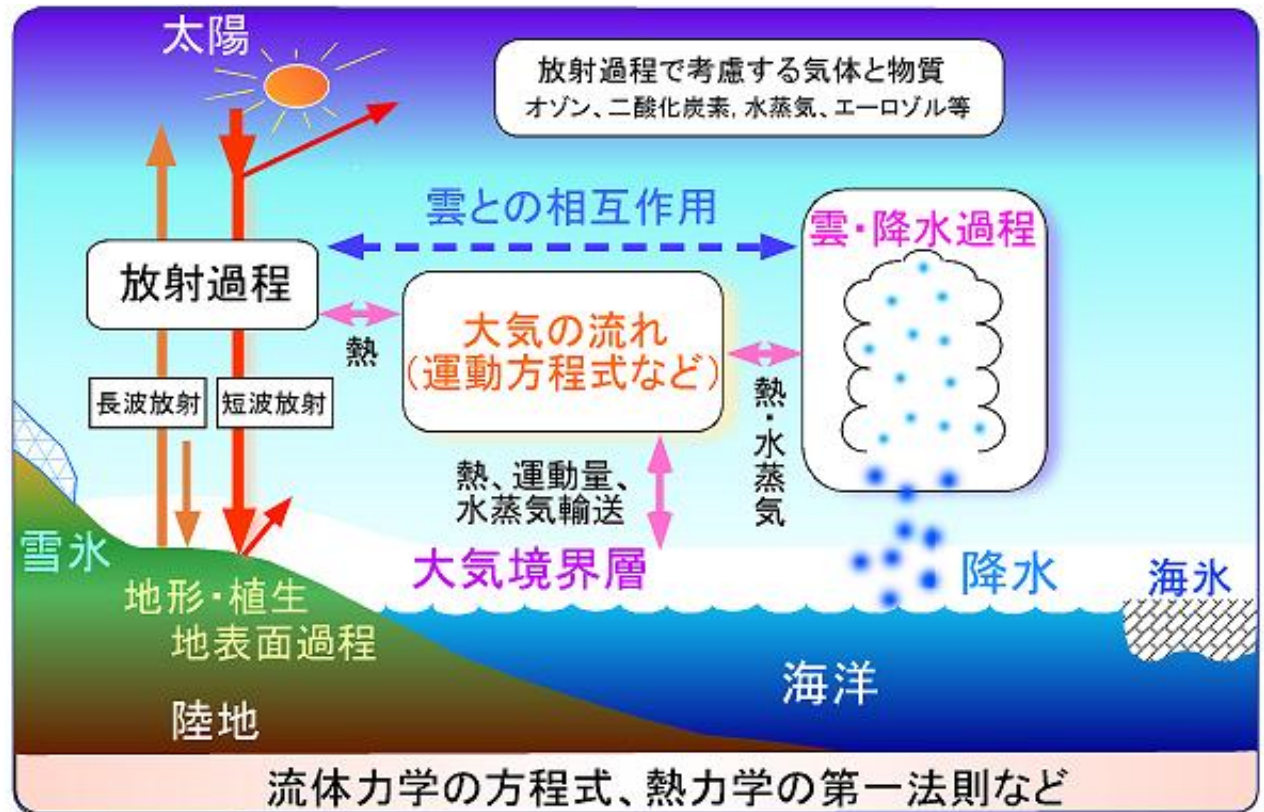 太陽
放射過程で考慮する気体と物質
オゾン、二酸化炭素, 水蒸気、エーロゾル等
雲との相互作用
雲・降水過程
放射過程
熱
大気の流れ
(運動方程式など)
熱・水蒸気
長波放射
短波放射
熱、運動量、
水蒸気輸送
雪氷
大気境界層
降水
海氷
地形・植生
地表面過程
海洋
陸地
流体力学の方程式、熱力学の第一法則など